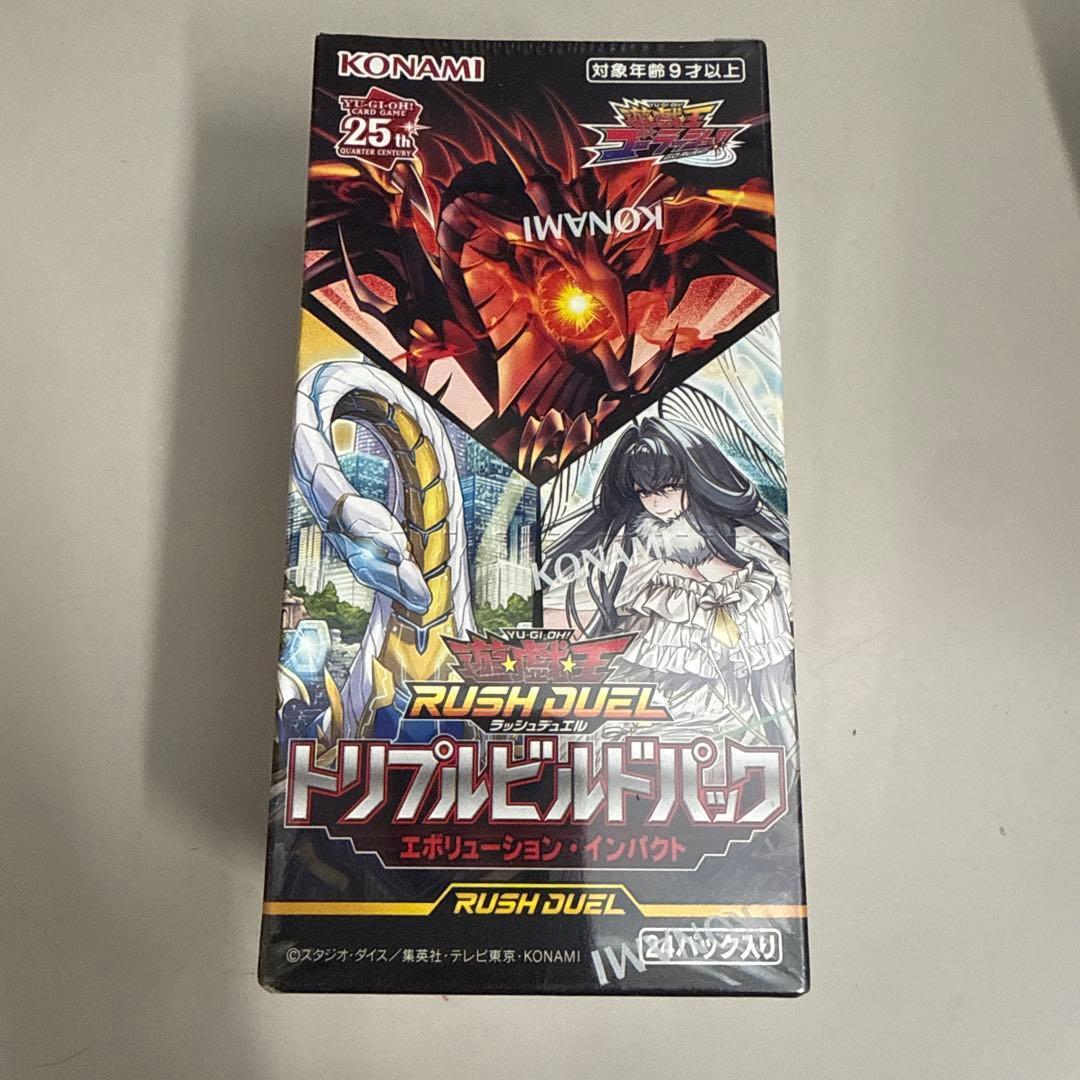 KONAMI
対象年齢9才以上
YU-GI-OH!
CARD GAME
25th
QUARTER CENTURY
YU-GI-OH!
遊☆戯☆王
ゴーラッシュ!!
KONAMI
KONAMI
YU-GI-OH!
遊☆戯☆王
RUSH DUEL
ラッシュデュエル
トリプルビルドパック
エボリューション・インパクト
RUSH DUEL
©スタジオ・ダイス／集英社・テレビ東京・KONAMI
KONAMI
24パック入り